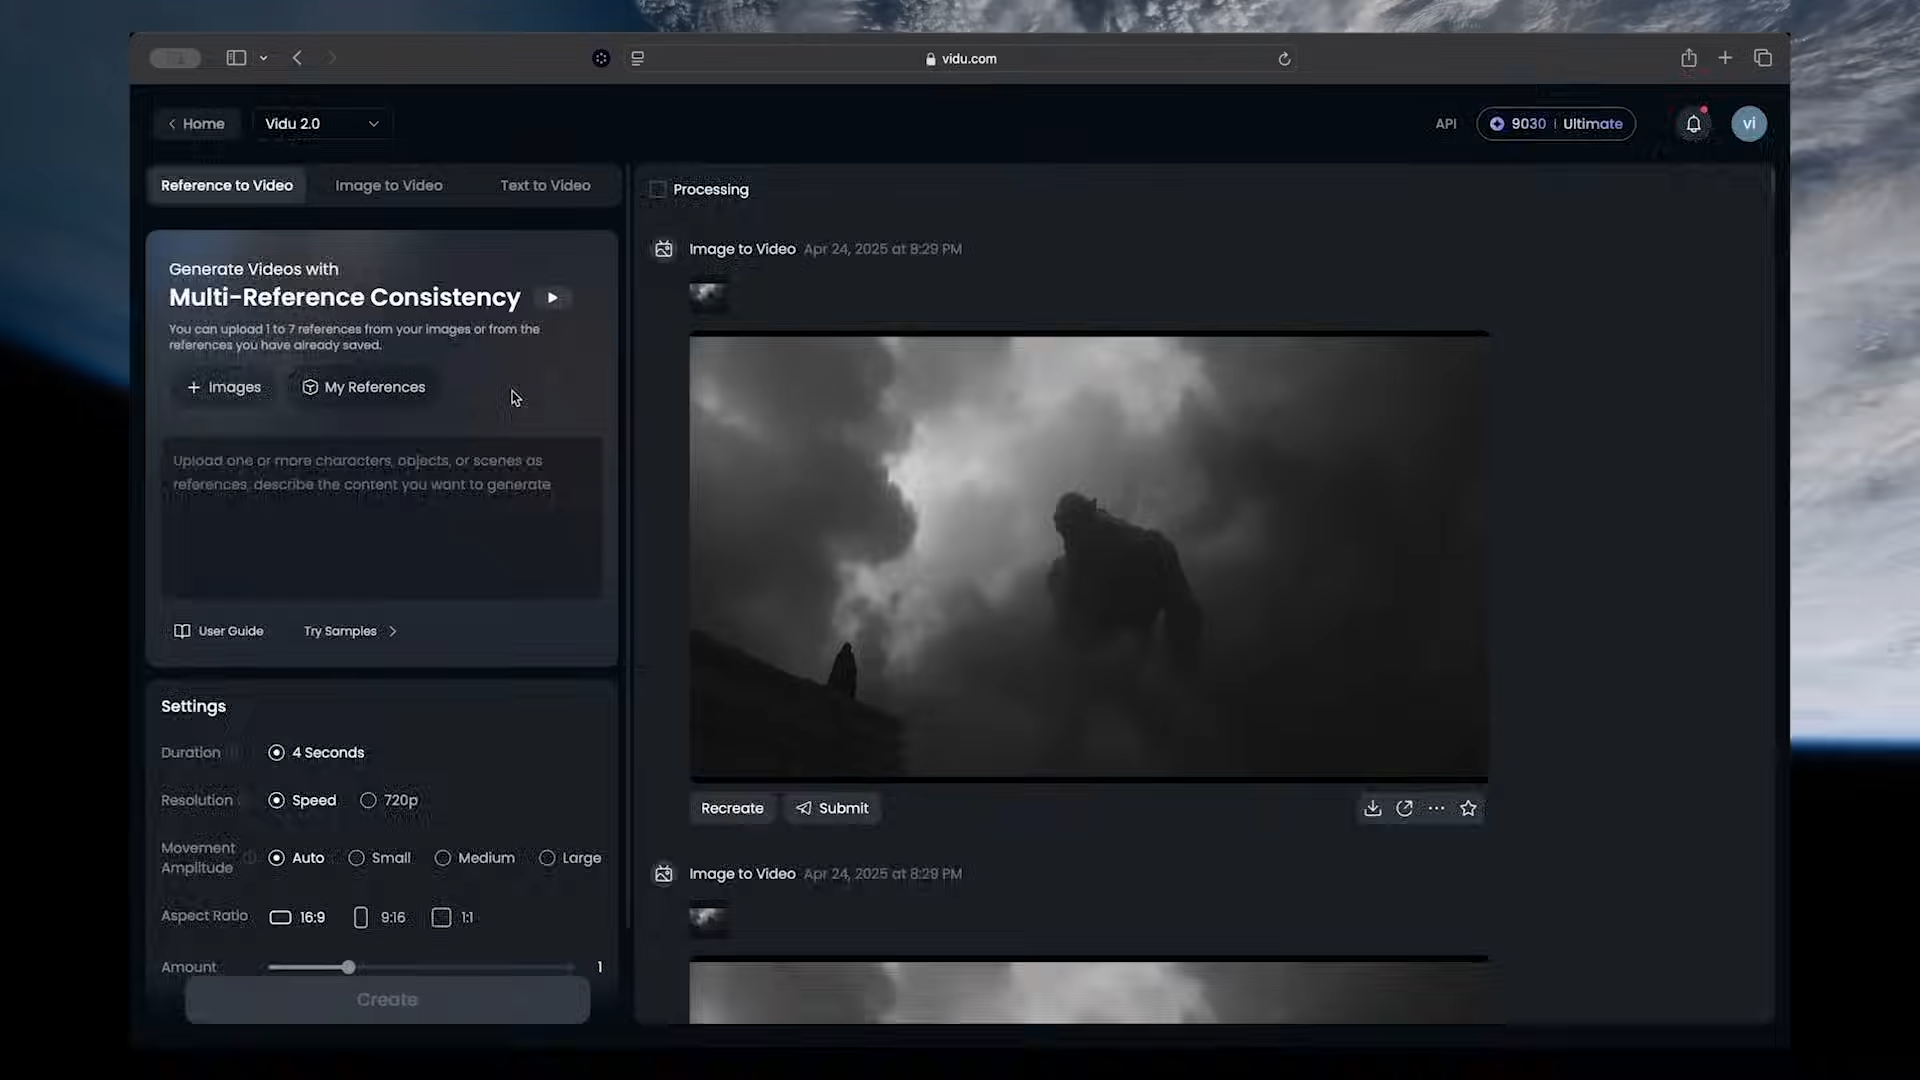 vidu.com
Home
Vidu 2.0
API
9030 | Ultimate
vi
Reference to Video
Image to Video
Text to Video
Generate Videos with
Multi-Reference Consistency
You can upload 1 to 7 references from your images or from the
references you have already saved.
+ Images
My References
Upload one or more characters, objects, or scenes as
references, describe the content you want to generate
User Guide
Try Samples >
Settings
Duration
4 Seconds
Resolution
Speed
720p
Movement
Amplitude
Auto
Small
Medium
Large
Aspect Ratio
16:9
9:16
1:1
Amount
1
Create
Processing
Image to Video Apr 24, 2025 at 8:29 PM
Recreate
Submit
Image to Video Apr 24, 2025 at 8:29 PM